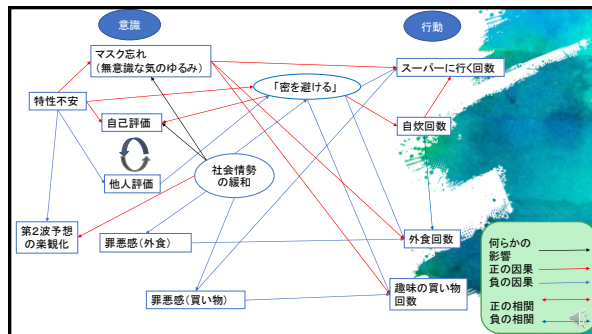 意識
行動
マスク忘れ
(無意識な気のゆるみ)
スーパーに行く回数
「密を避ける」
特性不安
自己評価
自炊回数
社会情勢
の緩和
他人評価
第2波予想
の楽観化
罪悪感(外食)
外食回数
罪悪感(買い物)
趣味の買い物
回数
何らかの
影響
正の因果
負の因果
正の相関
負の相関